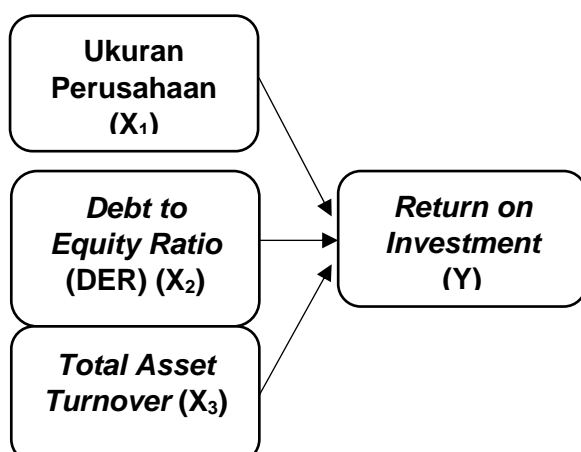 Ukuran
Perusahaan
(X₁)
Debt to
Equity Ratio
(DER) (X₂)
Return on
Investment
(Y)
Total Asset
Turnover (X₃)